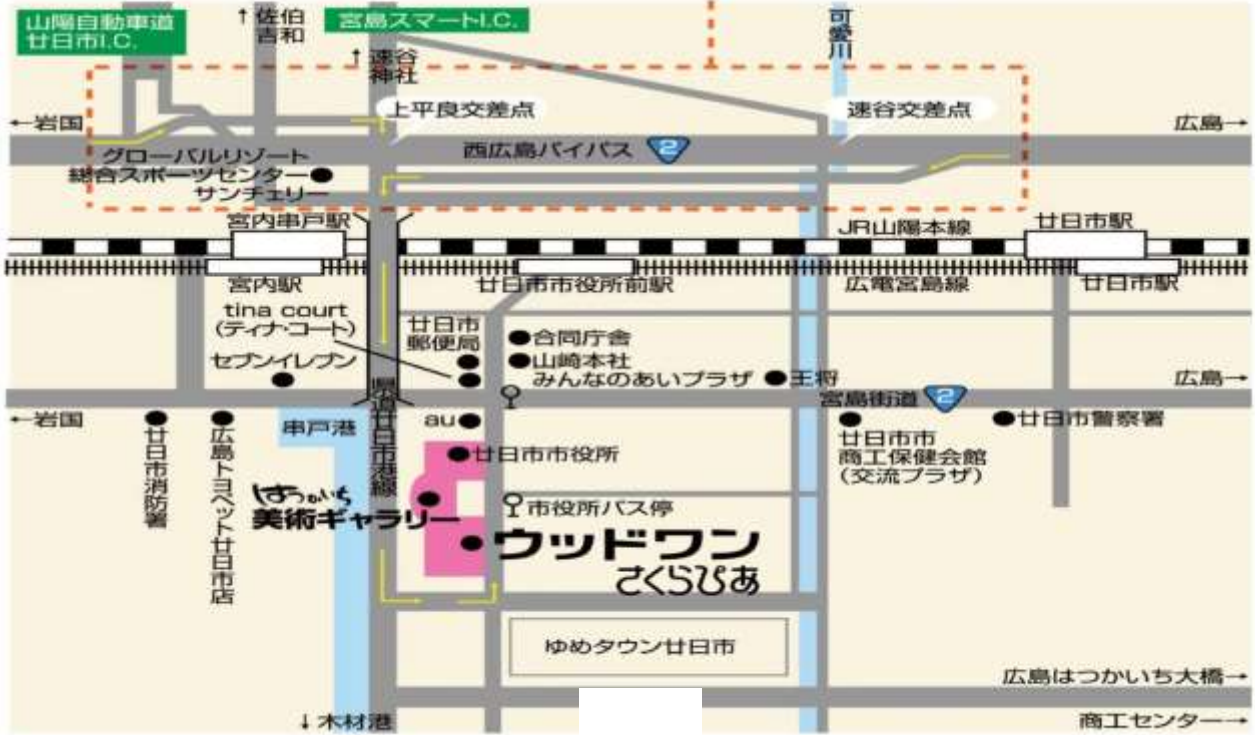 山陽自動車道
廿日市I.C.
↑佐伯
吉和
宮島スマートI.C.
↑速谷
神社
可愛川
←岩国
上平良交差点
速谷交差点
広島→
西広島バイパス 2
グローバルリゾート
総合スポーツセンター
サンチェリー
宮内串戸駅
JR山陽本線
廿日市駅
宮内駅
廿日市市役所前駅
広電宮島線
廿日市駅
tina court
(ティナ・コート)
廿日市
郵便局
合同庁舎
山崎本社
みんなのあいプラザ
王将
セブンイレブン
広島→
宮島街道 2
←岩国
廿日市消防署
広島トヨペット廿日市店
串戸港
県道廿日市港線
au
廿日市市役所
廿日市市
商工保健会館
(交流プラザ)
廿日市警察署
はつかいち
美術ギャラリー
市役所バス停
ウッドワン
さくらぴあ
ゆめタウン廿日市
広島はつかいち大橋→
↓木材港
商工センター→